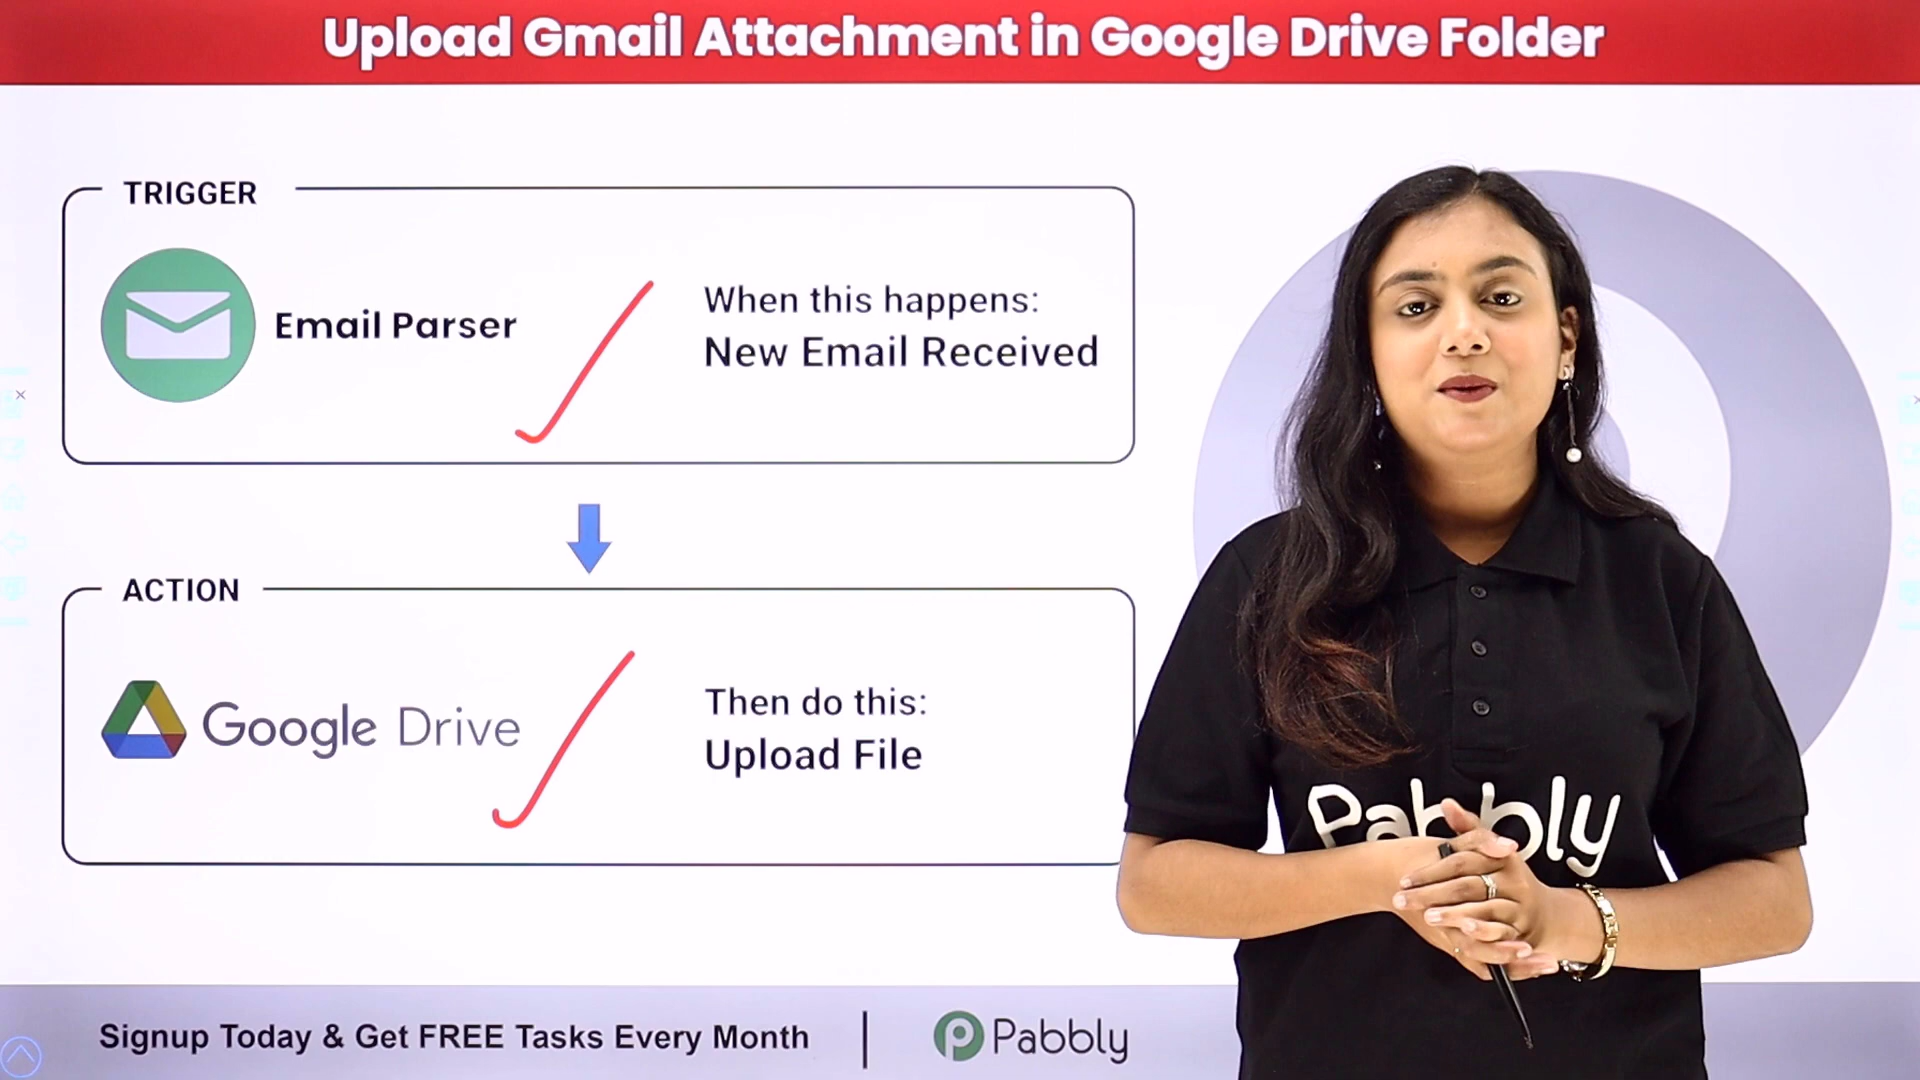 Upload Gmail Attachment in Google Drive Folder
TRIGGER
Email Parser
When this happens:
New Email Received
ACTION
Google Drive
Then do this:
Upload File
Pabbly
Signup Today & Get FREE Tasks Every Month
Pabbly